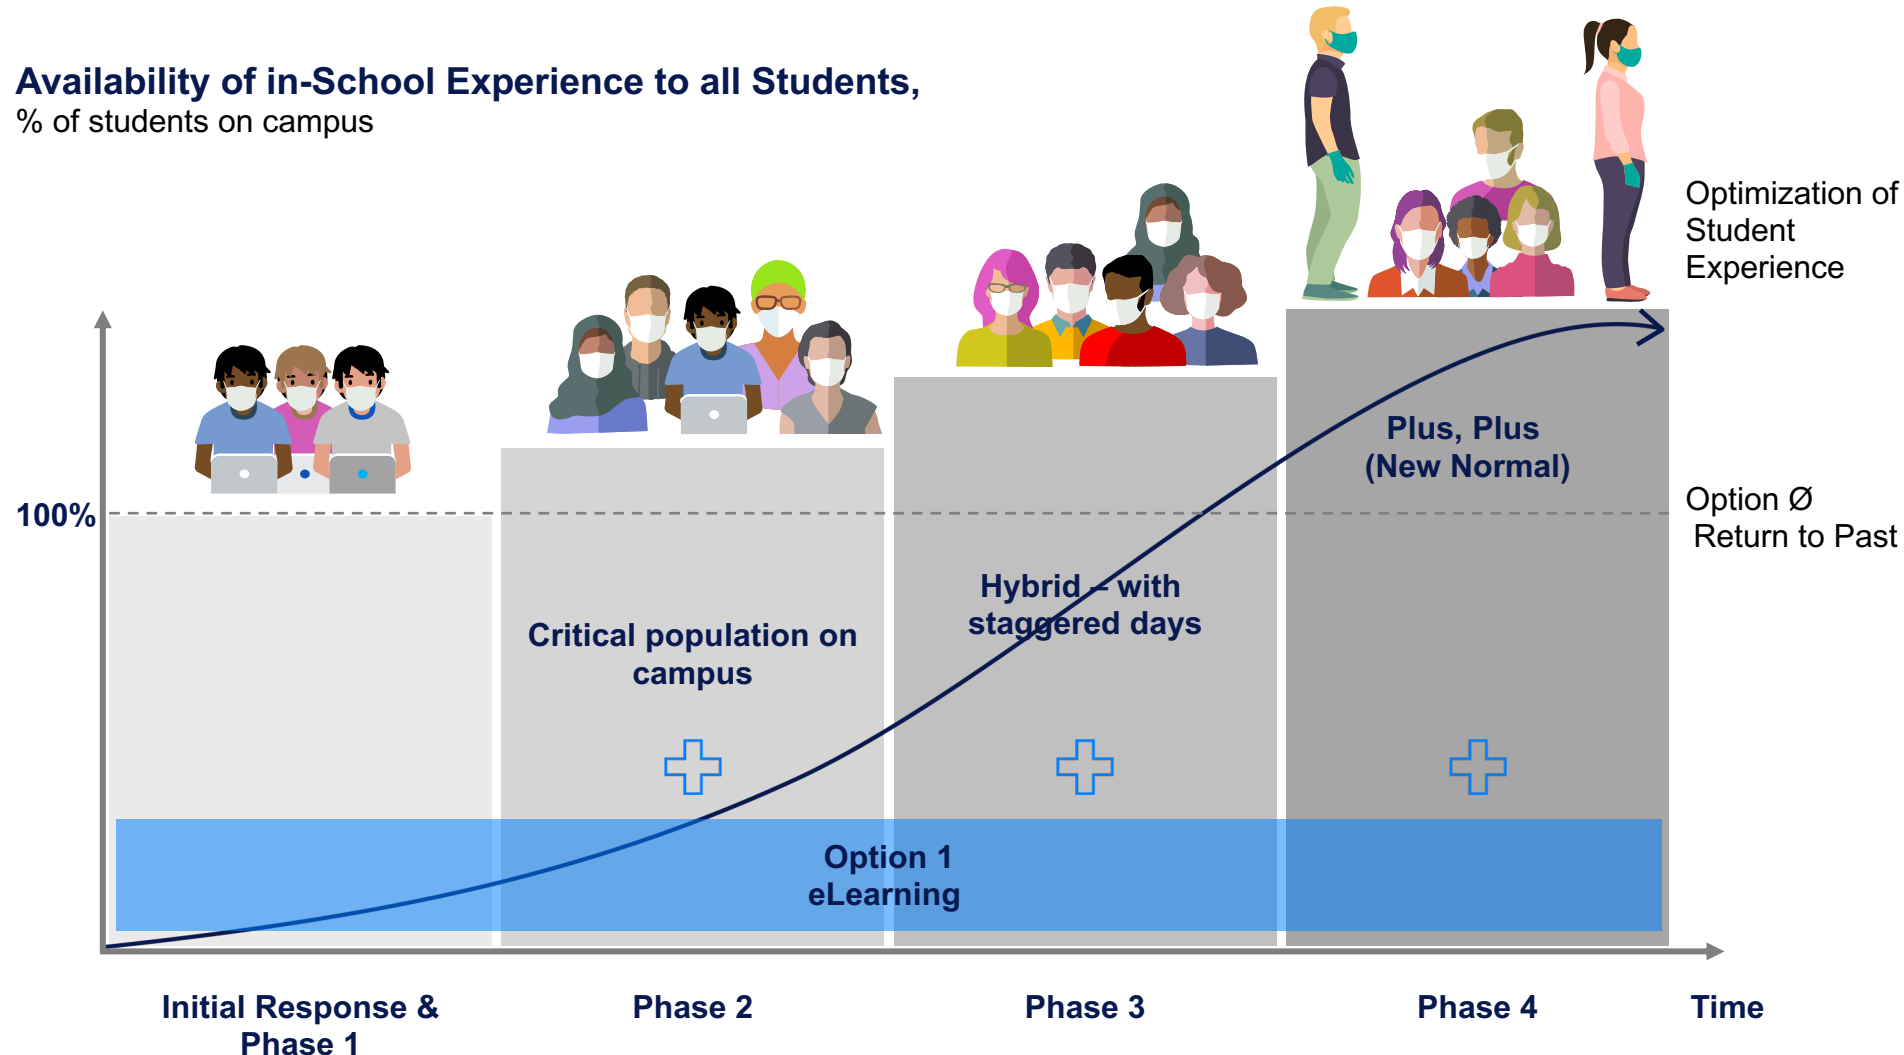 Availability of in-School Experience to all Students,
% of students on campus
Optimization of
Student
Experience
Plus, Plus
(New Normal)
100%
Option Ø
Return to Past
Hybrid – with
staggered days
Critical population on
campus
Option 1
eLearning
Initial Response &
Phase 1
Phase 2
Phase 3
Phase 4
Time